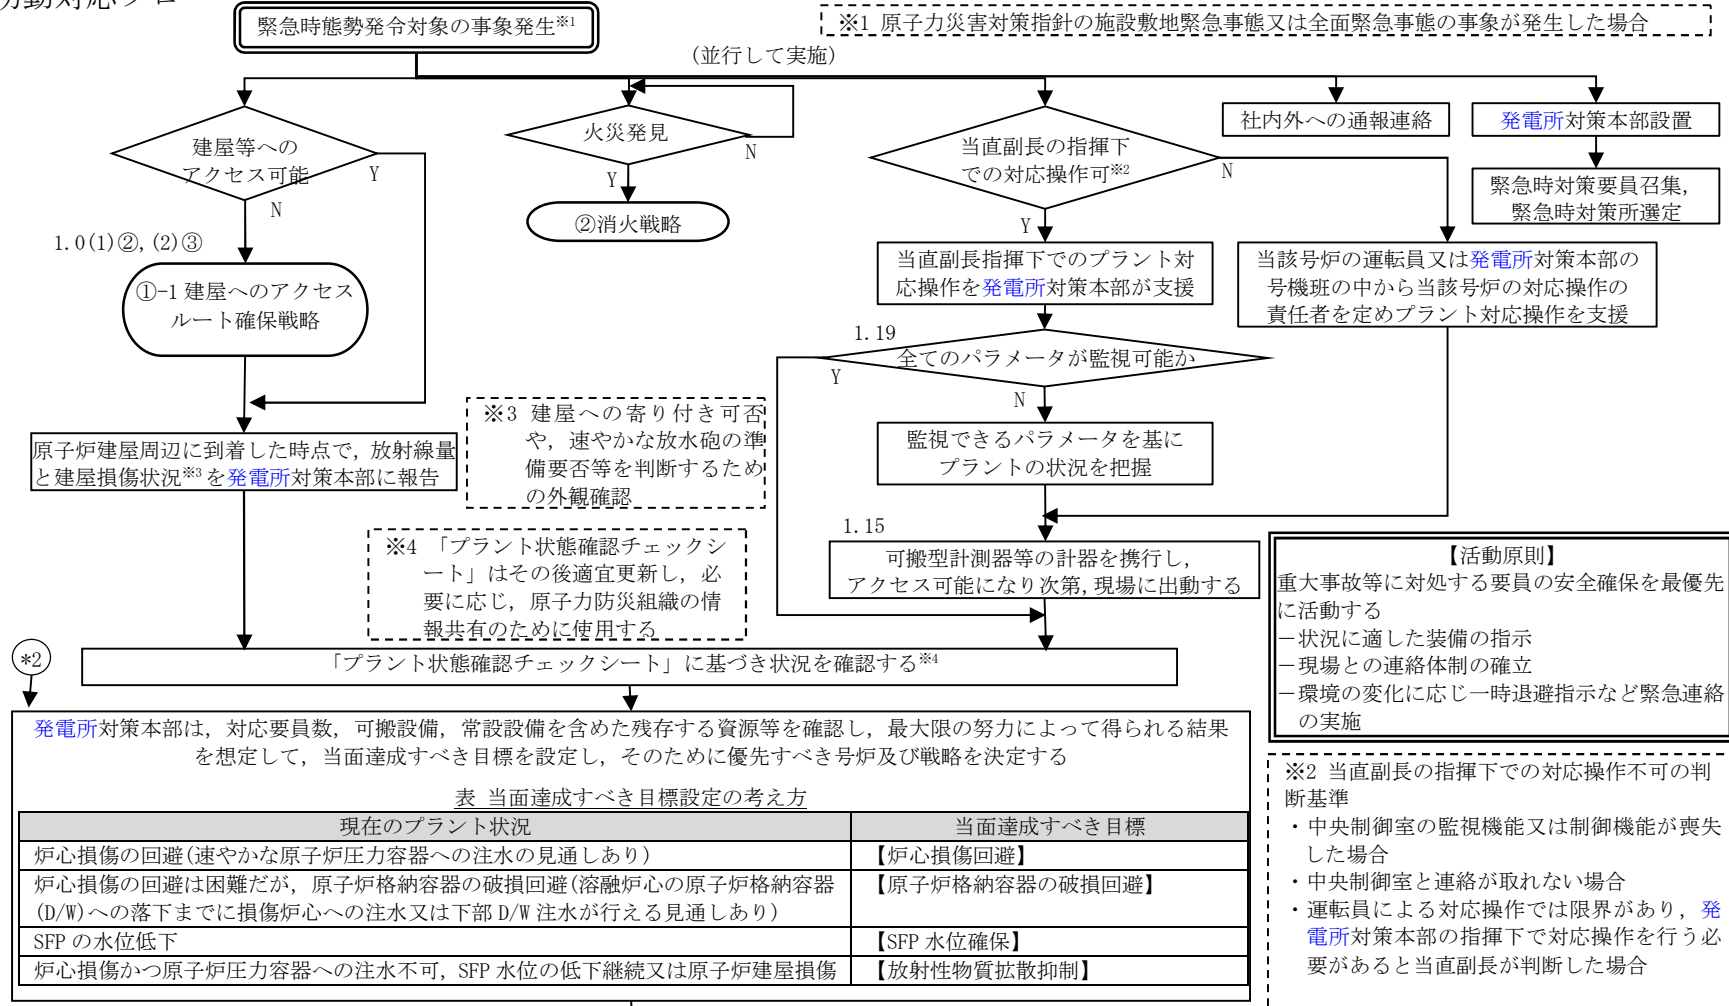 緊急時態勢発令対象の事象発生※1
※1 原子力災害対策指針の施設敷地緊急事態又は全面緊急事態の事象が発生した場合
(並行して実施)
建屋等への
アクセス可能
Y
N
火災発見
N
Y
②消火戦略
当直副長の指揮下
での対応操作可※2
N
Y
社内外への通報連絡
発電所対策本部設置
緊急時対策要員召集，
緊急時対策所選定
1.0(1)②,(2)③
①-1 建屋へのアクセス
ルート確保戦略
当直副長指揮下でのプラント対
応操作を発電所対策本部が支援
当該号炉の運転員又は発電所対策本部の
号機班の中から当該号炉の対応操作の
責任者を定めプラント対応操作を支援
1.19
全てのパラメータが監視可能か
Y
N
監視できるパラメータを基に
プラントの状況を把握
原子炉建屋周辺に到着した時点で，放射線量
と建屋損傷状況※3を発電所対策本部に報告
※3 建屋への寄り付き可否
や，速やかな放水砲の準
備要否等を判断するため
の外観確認
1.15
可搬型計測器等の計器を携行し，
アクセス可能になり次第，現場に出動する
※4 「プラント状態確認チェックシ
ート」はその後適宜更新し，必
要に応じ，原子力防災組織の情
報共有のために使用する
【活動原則】
重大事故等に対処する要員の安全確保を最優先
に活動する
－状況に適した装備の指示
－現場との連絡体制の確立
－環境の変化に応じ一時退避指示など緊急連絡
の実施
*2
「プラント状態確認チェックシート」に基づき状況を確認する※4
発電所対策本部は，対応要員数，可搬設備，常設設備を含めた残存する資源等を確認し，最大限の努力によって得られる結果
を想定して，当面達成すべき目標を設定し，そのために優先すべき号炉及び戦略を決定する
表 当面達成すべき目標設定の考え方
現在のプラント状況
当面達成すべき目標
炉心損傷の回避(速やかな原子炉圧力容器への注水の見通しあり)
【炉心損傷回避】
炉心損傷の回避は困難だが，原子炉格納容器の破損回避(溶融炉心の原子炉格納容器
(D/W)への落下までに損傷炉心への注水又は下部 D/W 注水が行える見通しあり)
【原子炉格納容器の破損回避】
SFP の水位低下
【SFP 水位確保】
炉心損傷かつ原子炉圧力容器への注水不可，SFP 水位の低下継続又は原子炉建屋損傷
【放射性物質拡散抑制】
※2 当直副長の指揮下での対応操作不可の判
断基準
・中央制御室の監視機能又は制御機能が喪失
した場合
・中央制御室と連絡が取れない場合
・運転員による対応操作では限界があり，発
電所対策本部の指揮下で対応操作を行う必
要があると当直副長が判断した場合